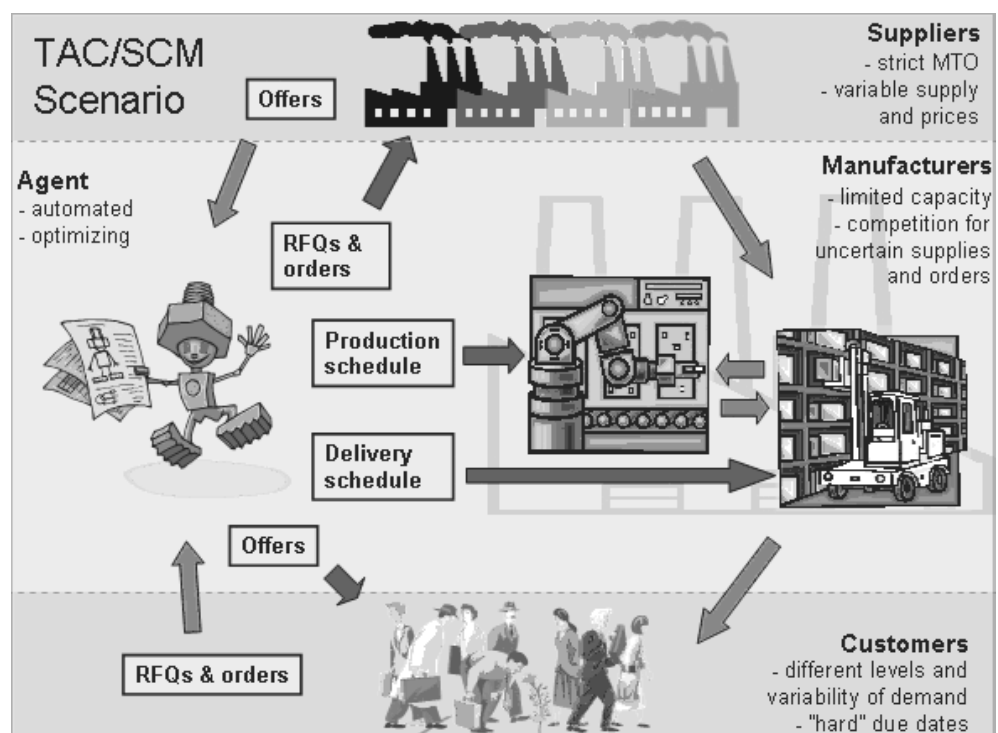 TAC/SCM
Scenario
Offers
Suppliers
- strict MTO
- variable supply
and prices
Agent
- automated
- optimizing
RFQs &
orders
Manufacturers
- limited capacity
- competition for
uncertain supplies
and orders
Production
schedule
Delivery
schedule
Offers
RFQs & orders
Customers
- different levels and
variability of demand
- "hard" due dates